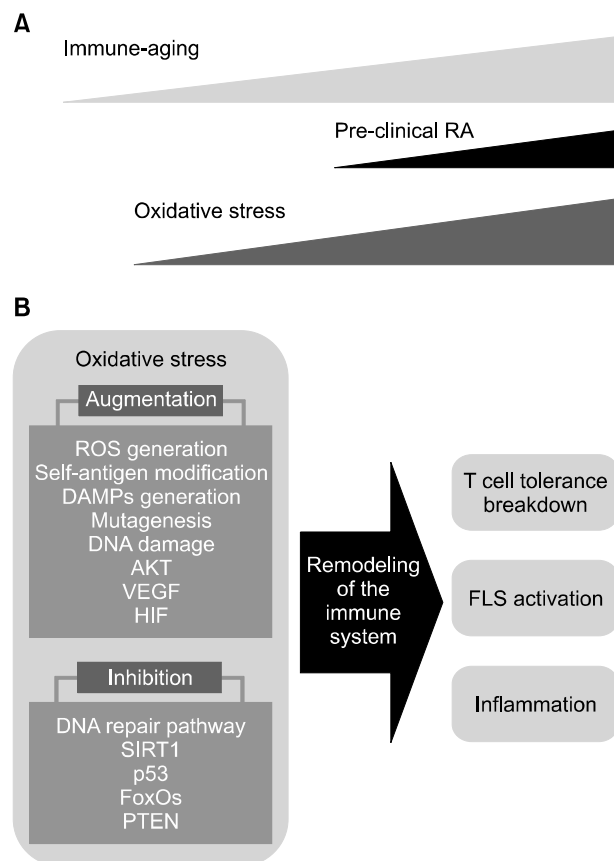 A
Immune-aging
Pre-clinical RA
Oxidative stress
B
Oxidative stress
Augmentation
ROS generation
Self-antigen modification
DAMPs generation
Mutagenesis
DNA damage
AKT
VEGF
HIF
Inhibition
DNA repair pathway
SIRT1
p53
FoxOs
PTEN
Remodeling
of the
immune
system
T cell tolerance
breakdown
FLS activation
Inflammation